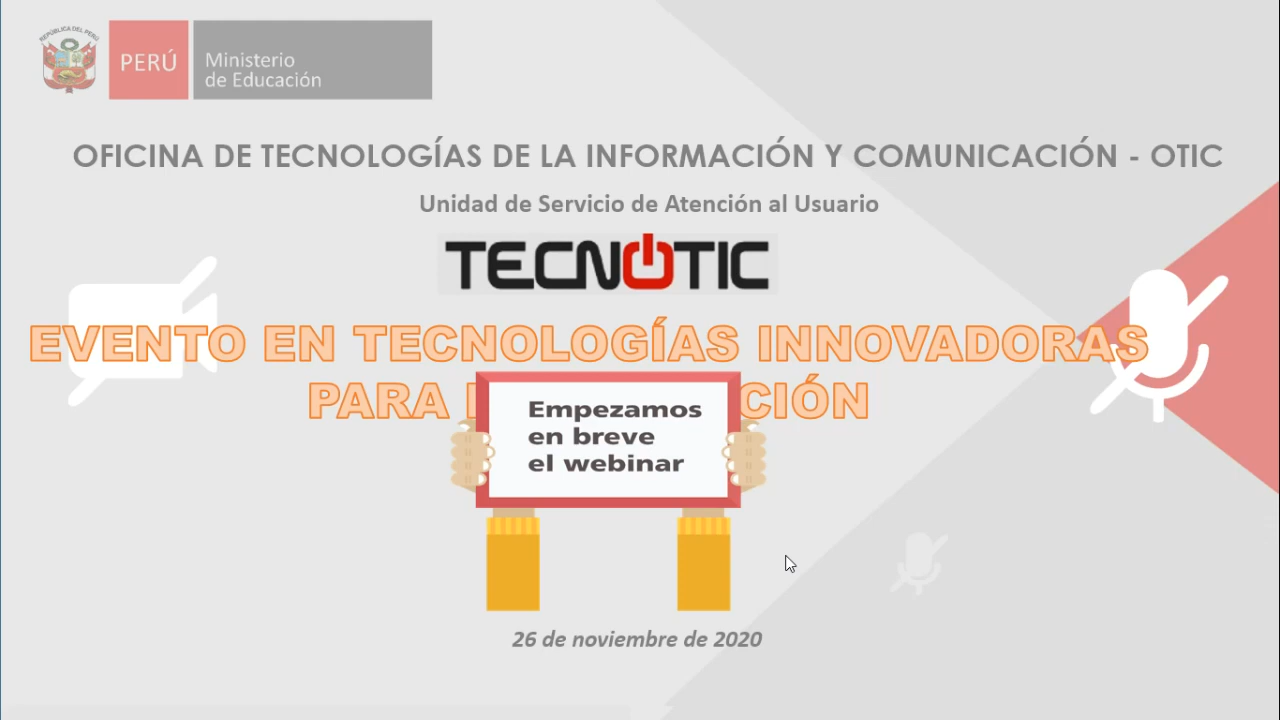 REPÚBLICA DEL PERÚ
PERÚ
Ministerio
de Educación
OFICINA DE TECNOLOGÍAS DE LA INFORMACIÓN Y COMUNICACIÓN - OTIC
Unidad de Servicio de Atención al Usuario
TECNOTIC
EVENTO EN TECNOLOGÍAS INNOVADORAS
PARA CIÓN
Empezamos
en breve
el webinar
26 de noviembre de 2020